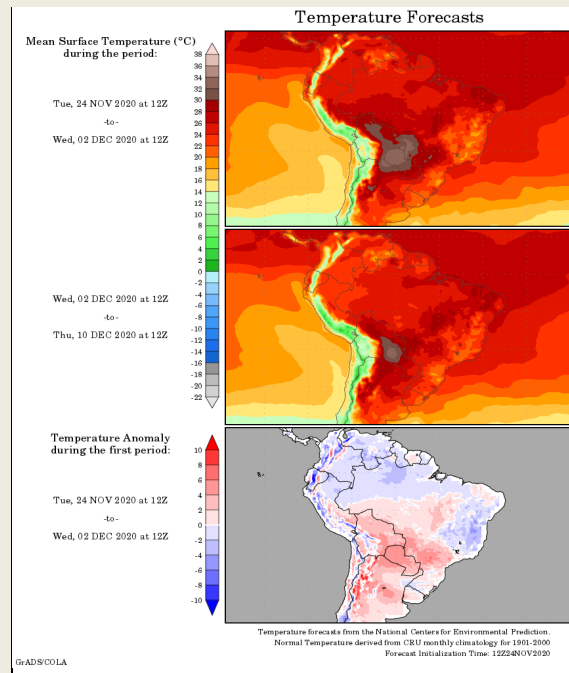 Temperature Forecasts
Mean Surface Temperature (°C)
during the period:
Tue, 24 NOV 2020 at 12Z
-to-
Wed, 02 DEC 2020 at 12Z
38
36
34
32
30
28
26
24
22
20
18
16
14
12
10
8
6
4
2
0
-2
-4
-6
-8
-10
-12
-14
-16
-18
-20
-22
Wed, 02 DEC 2020 at 12Z
-to-
Thu, 10 DEC 2020 at 12Z
Temperature Anomaly
during the first period:
Tue, 24 NOV 2020 at 12Z
-to-
Wed, 02 DEC 2020 at 12Z
10
8
6
4
2
0
-2
-4
-6
-8
-10
Temperature forecasts from the National Centers for Environmental Prediction.
Normal Temperature derived from CRU monthly climatology for 1901-2000
Forecast Initialization Time: 12Z24NOV2020
GrADS/COLA